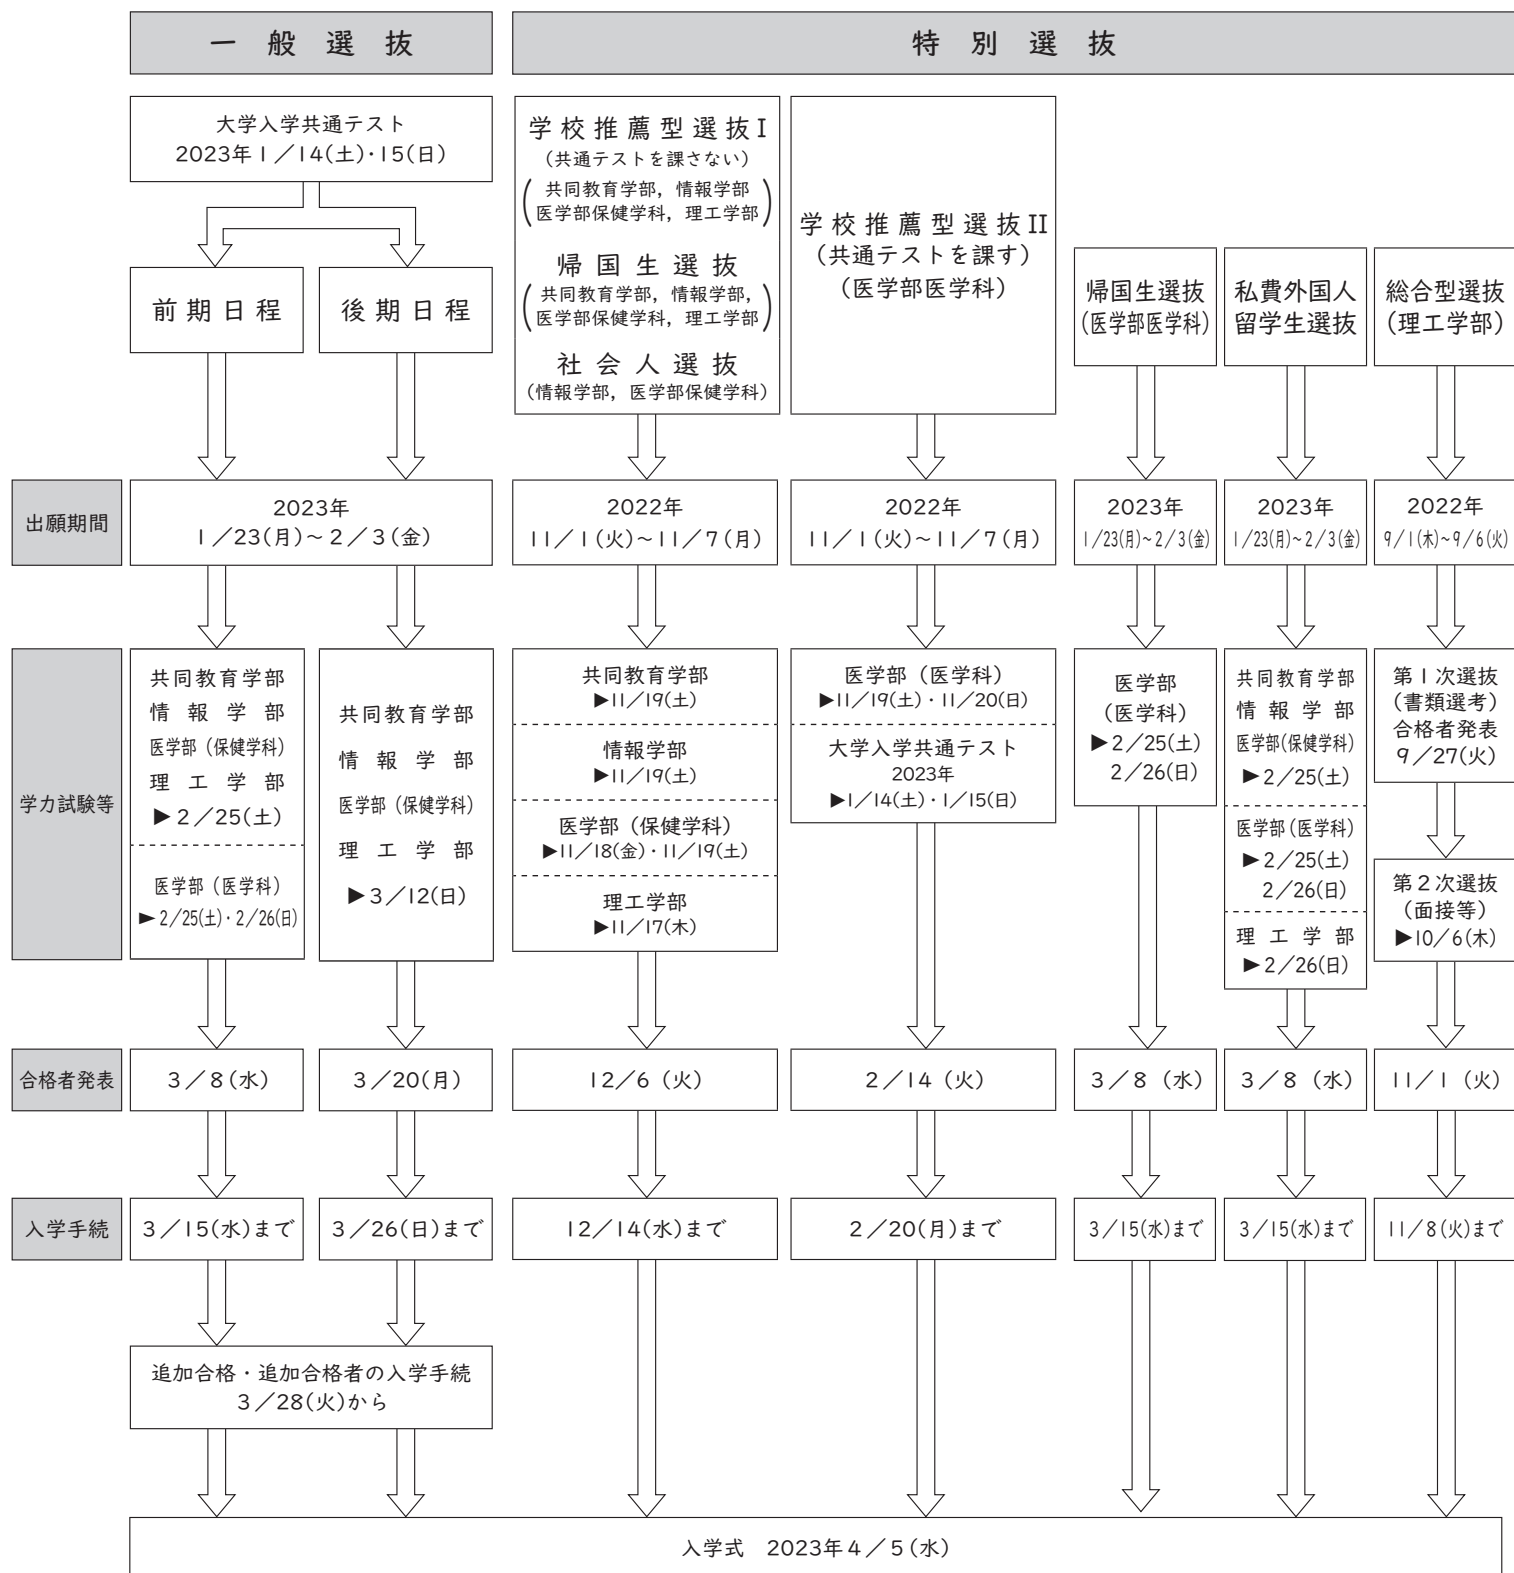 一般選抜
特別選抜
大学入学共通テスト
2023年1／14(土)・15(日)
前期日程
後期日程
学校推薦型選抜I
(共通テストを課さない)
(共同教育学部，情報学部
医学部保健学科，理工学部)
帰国生選抜
(共同教育学部，情報学部，
医学部保健学科，理工学部)
社会人選抜
(情報学部，医学部保健学科)
学校推薦型選抜II
(共通テストを課す)
(医学部医学科)
帰国生選抜
(医学部医学科)
私費外国人
留学生選抜
総合型選抜
(理工学部)
出願期間
2023年
1／23(月)～2／3(金)
2022年
11／1(火)～11／7(月)
2022年
11／1(火)～11／7(月)
2023年
1／23(月)～2／3(金)
2023年
1／23(月)～2／3(金)
2022年
9／1(木)～9／6(火)
学力試験等
共同教育学部
情報学部
医学部（保健学科）
理工学部
▶2／25(土)
医学部（医学科）
▶2／25(土)・2／26(日)
共同教育学部
情報学部
医学部（保健学科）
理工学部
▶3／12(日)
共同教育学部
▶11／19(土)
情報学部
▶11／19(土)
医学部（保健学科）
▶11／18(金)・11／19(土)
理工学部
▶11／17(木)
医学部（医学科）
▶11／19(土)・11／20(日)
大学入学共通テスト
2023年
▶1／14(土)・1／15(日)
医学部
(医学科)
▶2／25(土)
2／26(日)
共同教育学部
情報学部
医学部(保健学科)
▶2／25(土)
医学部(医学科)
▶2／25(土)
2／26(日)
理工学部
▶2／26(日)
第1次選抜
(書類選考)
合格者発表
9／27(火)
第2次選抜
(面接等)
▶10／6(木)
合格者発表
3／8(水)
3／20(月)
12／6（火）
2／14（火）
3／8（水）
3／8（水）
11／1（火）
入学手続
3／15(水)まで
3／26(日)まで
12／14(水)まで
2／20(月)まで
3／15(水)まで
3／15(水)まで
11／8(火)まで
追加合格・追加合格者の入学手続
3／28(火)から
入学式　2023年4／5(水)